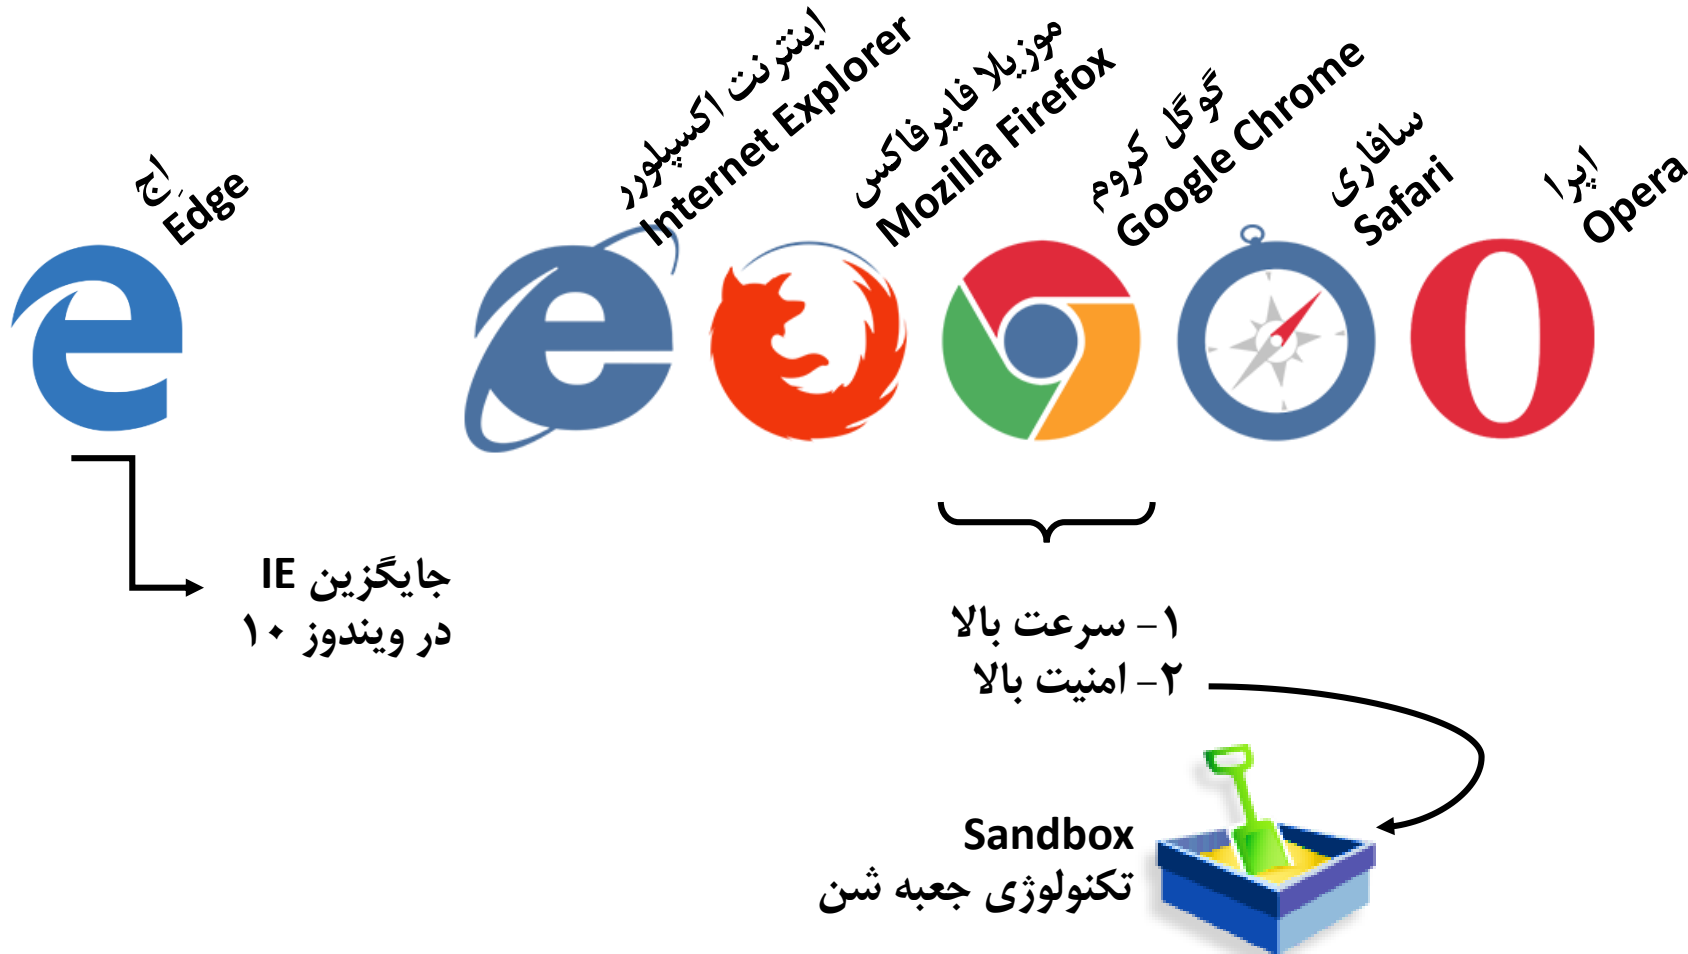 اِج
Edge
اینترنت اکسپلورر
Internet Explorer
موزیلا فایرفاکس
Mozilla Firefox
گوگل کروم
Google Chrome
سافاری
Safari
اپرا
Opera
جایگزین IE
در ویندوز ۱۰
۱- سرعت بالا
۲- امنیت بالا
Sandbox
تکنولوژی جعبه شن